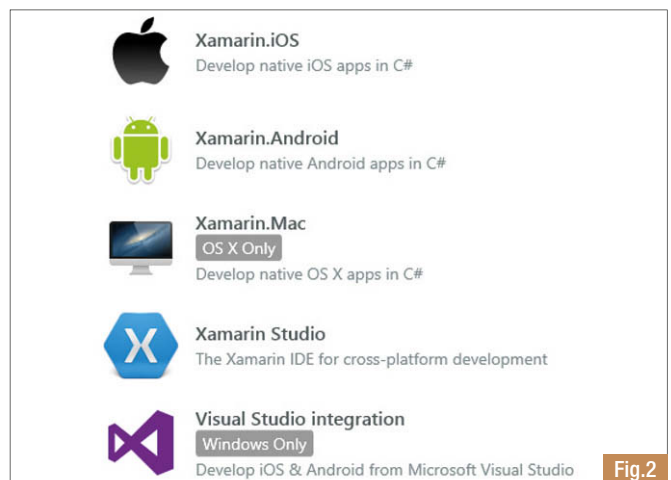 Xamarin.iOS
Develop native iOS apps in C#
Xamarin.Android
Develop native Android apps in C#
Xamarin.Mac
OS X Only
Develop native OS X apps in C#
Xamarin Studio
The Xamarin IDE for cross-platform development
Visual Studio integration
Windows Only
Develop iOS & Android from Microsoft Visual Studio
Fig.2